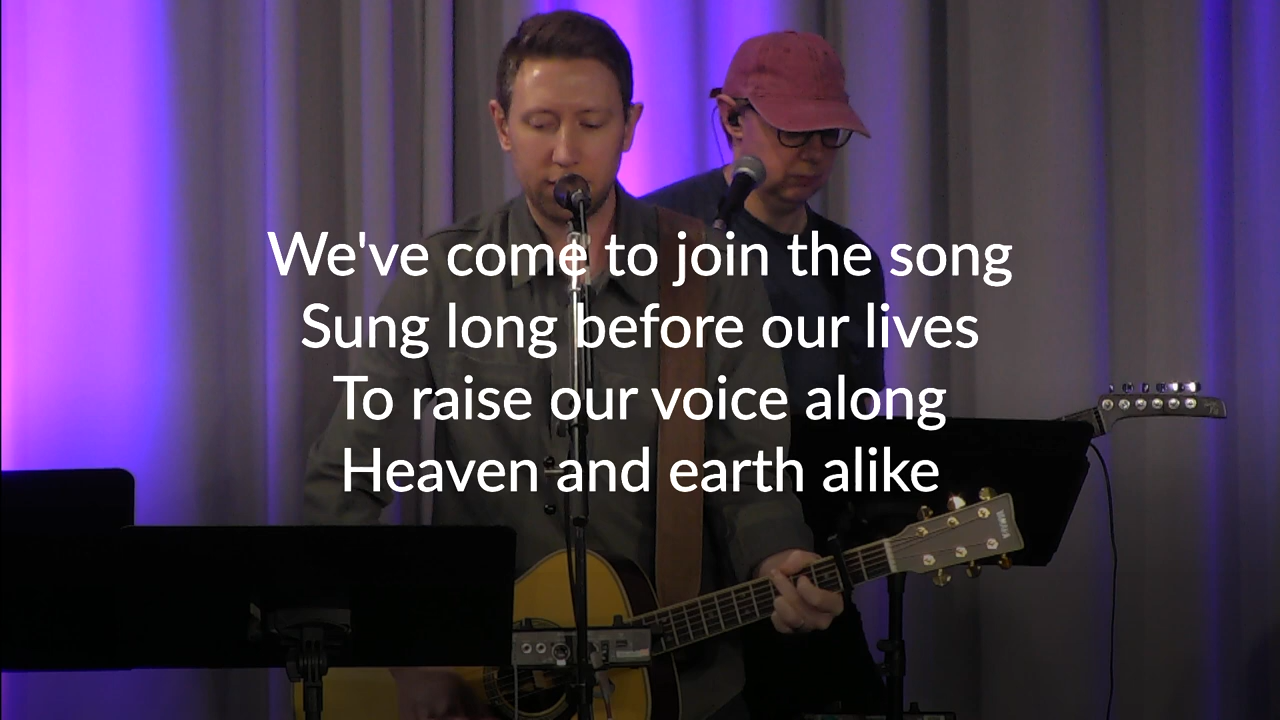 We've come to join the song
Sung long before our lives
To raise our voice along
Heaven and earth alike
YAMAHA